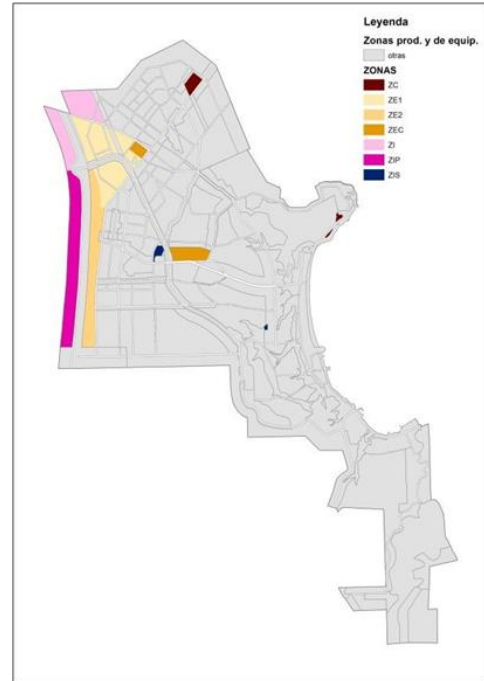 Leyenda
Zonas prod. y de equip.
otras
ZONAS
ZC
ZE1
ZE2
ZEC
ZI
ZIP
ZIS